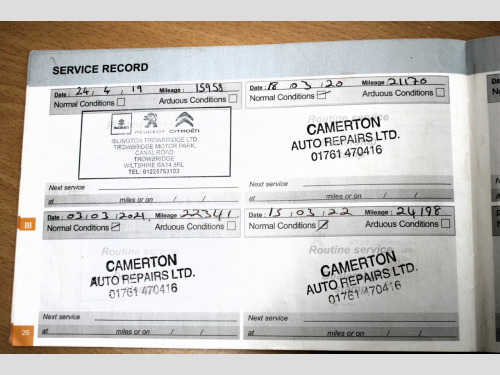 SERVICE RECORD
Date : 24, 4, 19 Mileage : 15958
Normal Conditions Arduous Conditions
SUZUKI PEUGEOT CITROËN
ISLINGTON TROWBRIDGE LTD
TROWBRIDGE MOTOR PARK,
CANAL ROAD
TROWBRIDGE
WILTSHIRE BA14 8RL
TEL: 01225753103
Next service
at miles or on / /
Date : 18 , 03 , 20 Mileage : 21170
Normal Conditions Arduous Conditions
CAMERTON
AUTO REPAIRS LTD.
01761 470416
Next service
at miles or on / /
Date : 03, 03, 2021 Mileage : 22341
Normal Conditions Arduous Conditions
Routine service
CAMERTON
AUTO REPAIRS LTD.
01761 470416
Next service
at miles or on / /
Date : 15 , 03 , 22 Mileage : 24198
Normal Conditions Arduous Conditions
Routine service
CAMERTON
AUTO REPAIRS LTD.
01761 470416
Next service
at miles or on / /
III
26